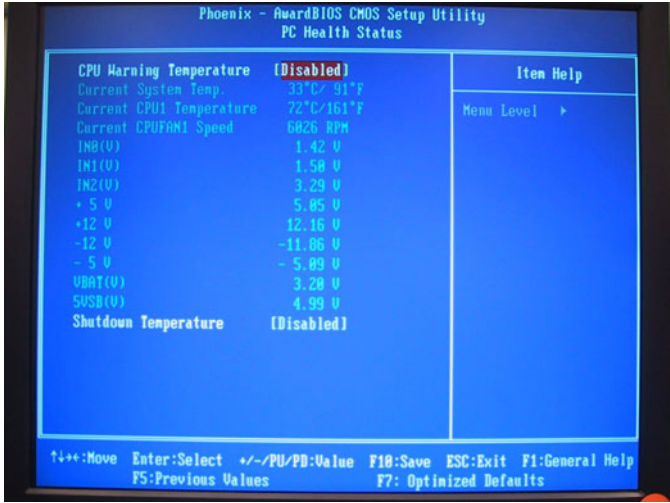 Phoenix - AwardBIOS CMOS Setup Utility
PC Health Status
CPU Warning Temperature [Disabled]
Current System Temp. 33°C/ 91°F
Current CPU1 Temperature 72°C/161°F
Current CPUFAN1 Speed 6026 RPM
IN0(V) 1.42 V
IN1(V) 1.50 V
IN2(V) 3.29 V
+ 5 V 5.05 V
+12 V 12.16 V
-12 V -11.86 V
- 5 V - 5.09 V
VBAT(V) 3.20 V
5VSB(V) 4.99 V
Shutdown Temperature [Disabled]
Item Help
Menu Level ▸
↑↓→←:Move Enter:Select +/-/PU/PD:Value F10:Save ESC:Exit F1:General Help
F5:Previous Values F7: Optimized Defaults